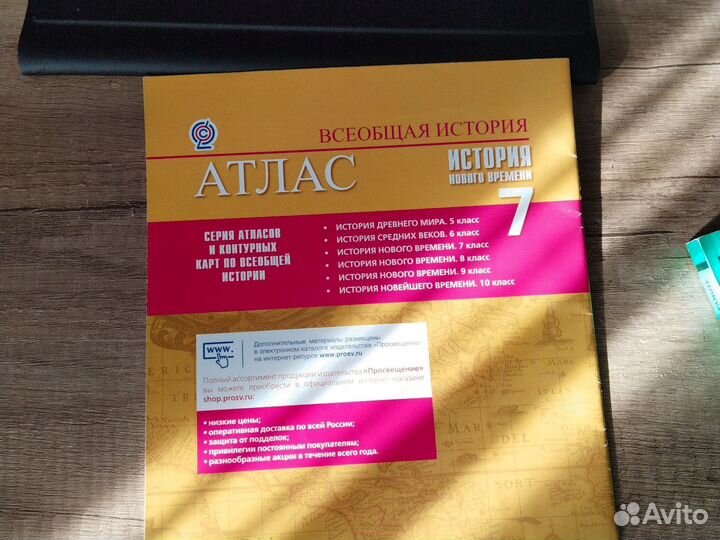 ВСЕОБЩАЯ ИСТОРИЯ
АТЛАС
ИСТОРИЯ
НОВОГО ВРЕМЕНИ
7
СЕРИЯ АТЛАСОВ
И КОНТУРНЫХ
КАРТ ПО ВСЕОБЩЕЙ
ИСТОРИИ
• ИСТОРИЯ ДРЕВНЕГО МИРА. 5 класс
• ИСТОРИЯ СРЕДНИХ ВЕКОВ. 6 класс
• ИСТОРИЯ НОВОГО ВРЕМЕНИ. 7 класс
• ИСТОРИЯ НОВОГО ВРЕМЕНИ. 8 класс
• ИСТОРИЯ НОВОГО ВРЕМЕНИ. 9 класс
• ИСТОРИЯ НОВЕЙШЕГО ВРЕМЕНИ. 10 класс
www.
Дополнительные материалы размещены
в электронном каталоге издательства «Просвещение»
на интернет-ресурсе www.prosv.ru
Полный ассортимент продукции издательства «Просвещение»
вы можете приобрести в официальном интернет-магазине
shop.prosv.ru:
• низкие цены;
• оперативная доставка по всей России;
• защита от подделок;
• привилегии постоянным покупателям;
• разнообразные акции в течение всего года.
MAR
DEL
NORT
Avito